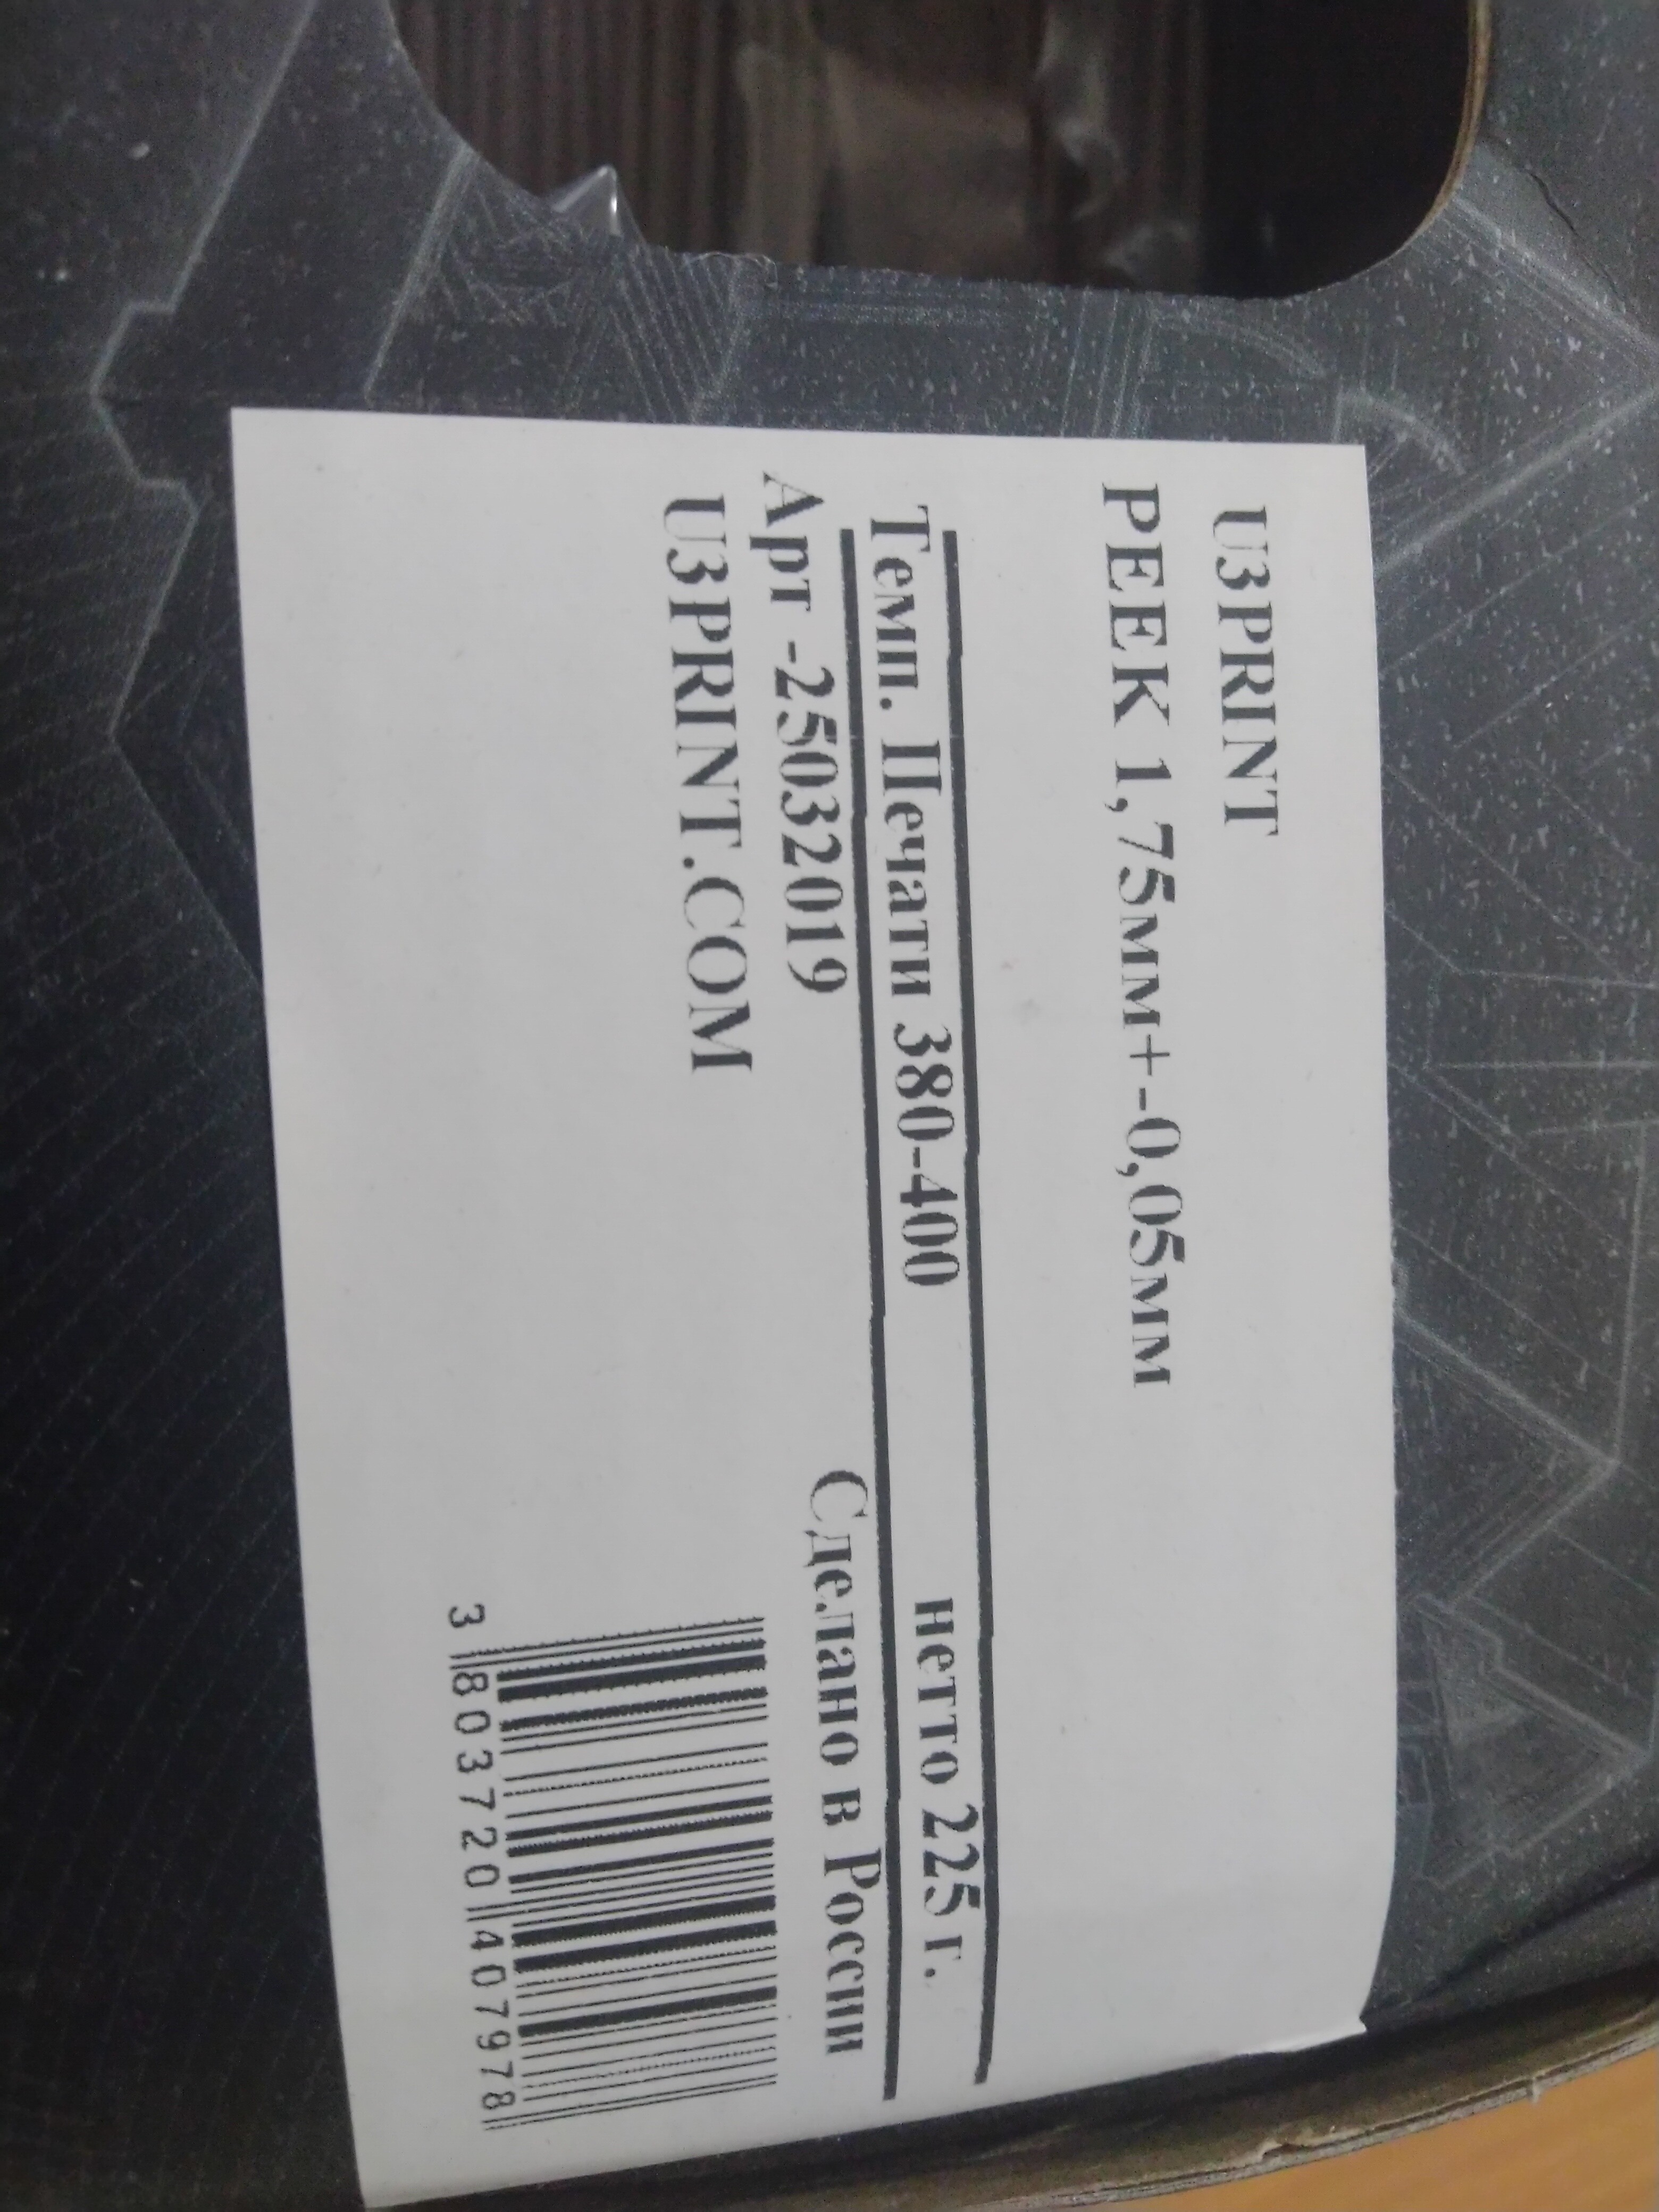 U3PRINT
PEEK 1,75мм+-0,05мм
Темп. Печати 380-400 нетто 225 г.
Арт -25032019 Сделано в России
U3PRINT.COM
3 803720 407978